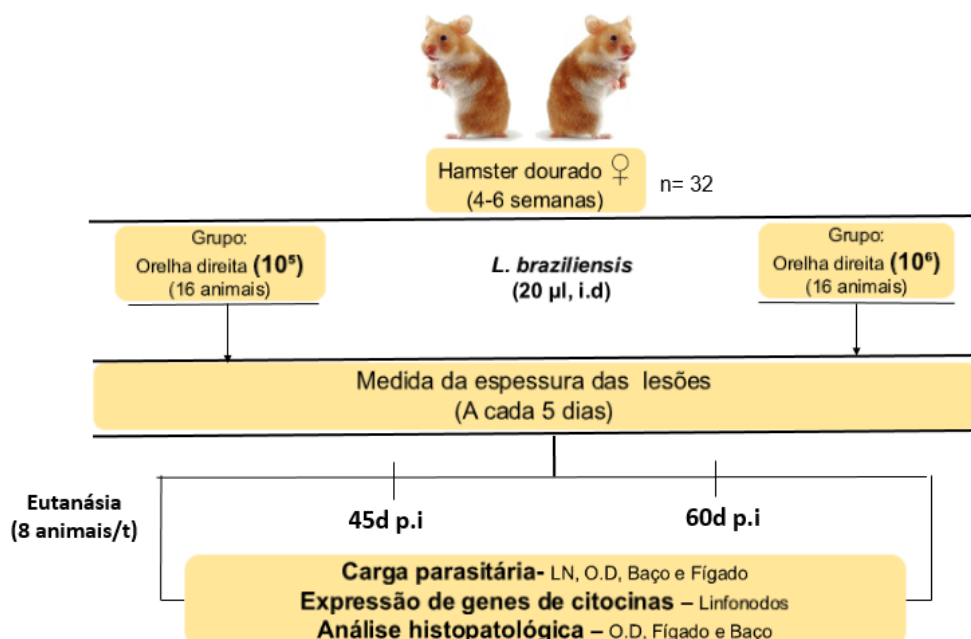 Hamster dourado ♀
(4-6 semanas)
n= 32
Grupo:
Orelha direita (10⁵)
(16 animais)
L. braziliensis
(20 µl, i.d)
Grupo:
Orelha direita (10⁶)
(16 animais)
Medida da espessura das lesões
(A cada 5 dias)
Eutanásia
(8 animais/t)
45d p.i
60d p.i
Carga parasitária- LN, O.D, Baço e Fígado
Expressão de genes de citocinas – Linfonodos
Análise histopatológica – O.D, Fígado e Baço